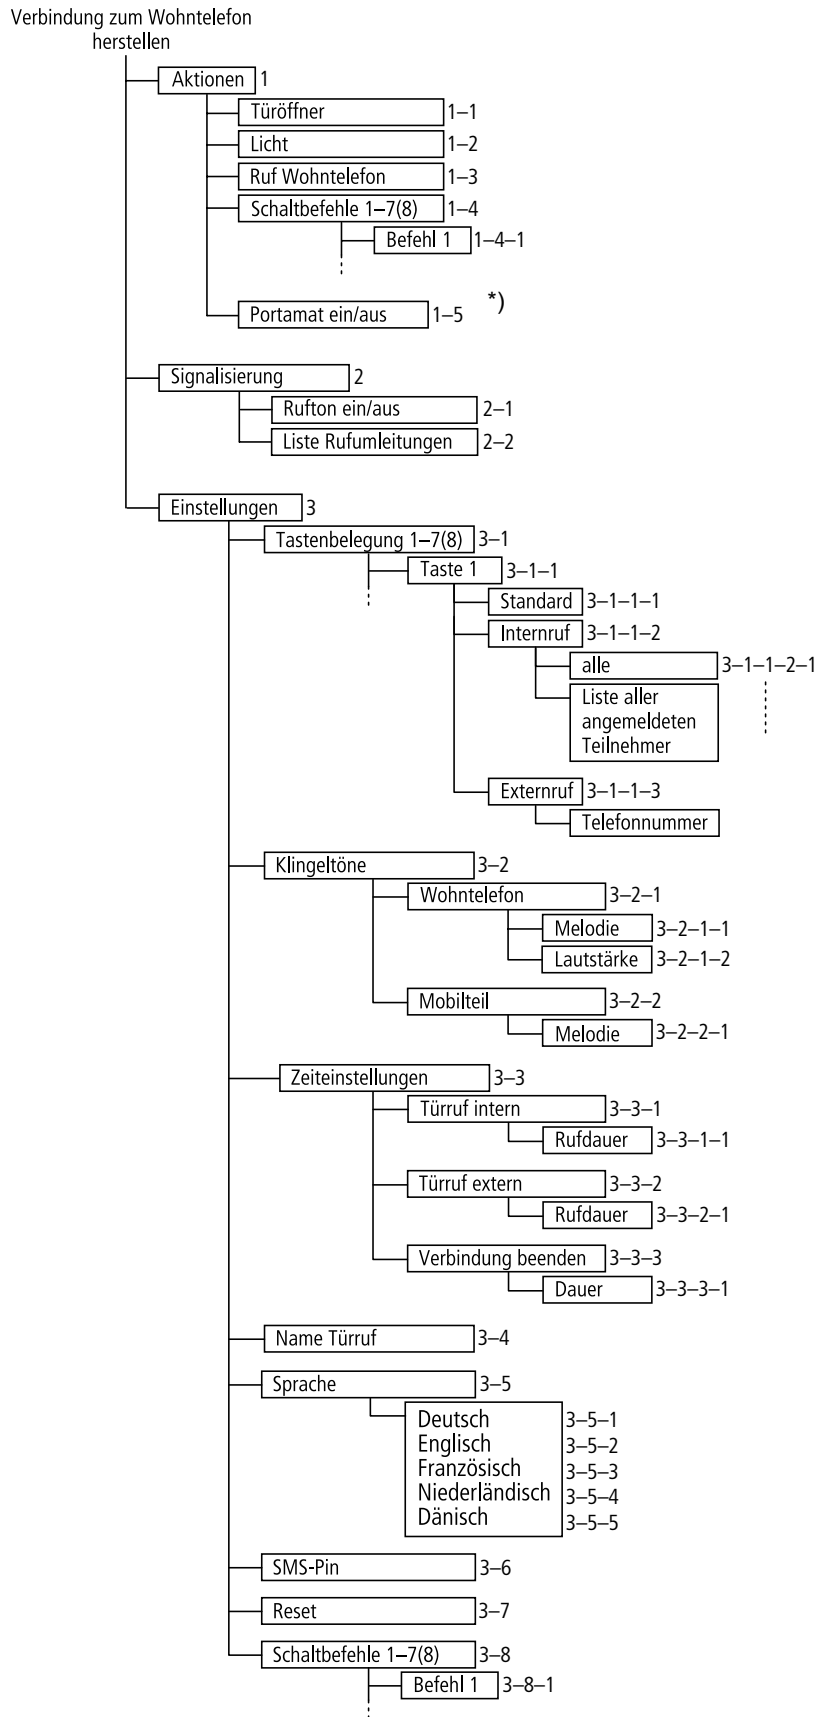 Verbindung zum Wohntelefon
herstellen
Aktionen 1
Türöffner 1–1
Licht 1–2
Ruf Wohntelefon 1–3
Schaltbefehle 1–7(8) 1–4
Befehl 1 1–4–1
Portamat ein/aus 1–5 *)
Signalisierung 2
Rufton ein/aus 2–1
Liste Rufumleitungen 2–2
Einstellungen 3
Tastenbelegung 1–7(8) 3–1
Taste 1 3–1–1
Standard 3–1–1–1
Internruf 3–1–1–2
alle 3–1–1–2–1
Liste aller
angemeldeten
Teilnehmer
Externruf 3–1–1–3
Telefonnummer
Klingeltöne 3–2
Wohntelefon 3–2–1
Melodie 3–2–1–1
Lautstärke 3–2–1–2
Mobilteil 3–2–2
Melodie 3–2–2–1
Zeiteinstellungen 3–3
Türruf intern 3–3–1
Rufdauer 3–3–1–1
Türruf extern 3–3–2
Rufdauer 3–3–2–1
Verbindung beenden 3–3–3
Dauer 3–3–3–1
Name Türruf 3–4
Sprache 3–5
Deutsch 3–5–1
Englisch 3–5–2
Französisch 3–5–3
Niederländisch 3–5–4
Dänisch 3–5–5
SMS-Pin 3–6
Reset 3–7
Schaltbefehle 1–7(8) 3–8
Befehl 1 3–8–1